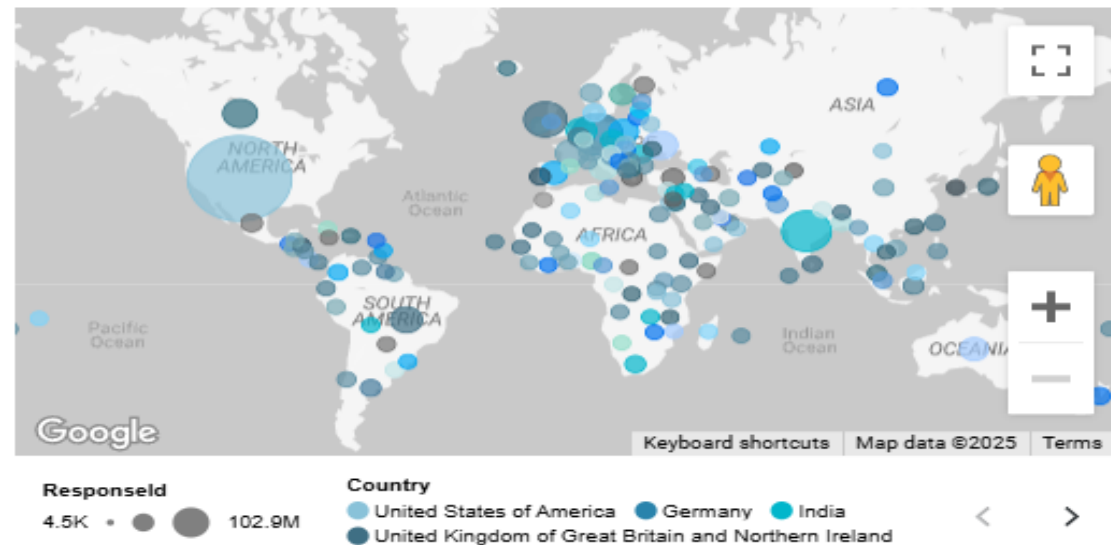 ASIA
NORTH
AMERICA
Atlantic
Ocean
AFRICA
SOUTH
AMERICA
Pacific
Ocean
Indian
Ocean
OCEANIA
+
−
Google
Keyboard shortcuts
Map data ©2025
Terms
ResponseId
4.5K
102.9M
Country
United States of America
Germany
India
United Kingdom of Great Britain and Northern Ireland
< >